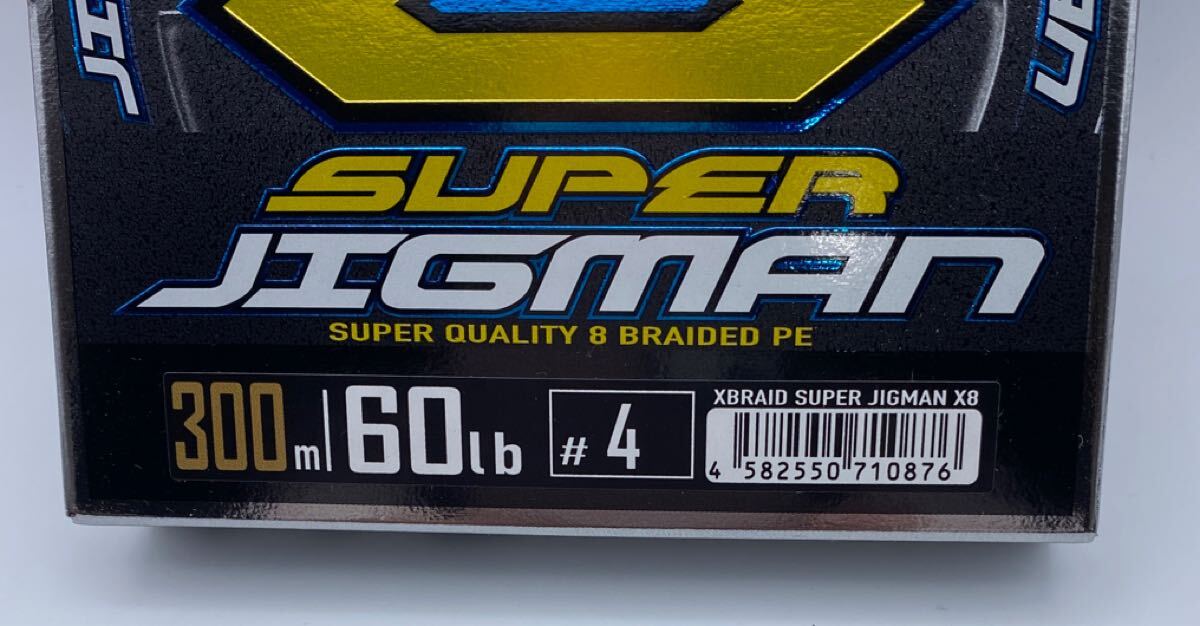 SUPER
JIGMAN
SUPER QUALITY 8 BRAIDED PE
300m 60lb #4
XBRAID SUPER JIGMAN X8
4 582550 710876